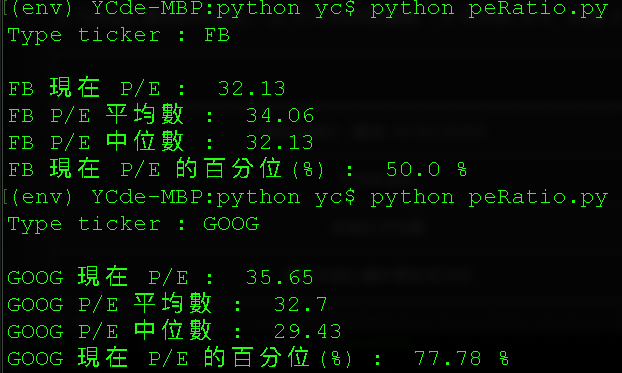 (env) YCde-MBP:python yc$ python peRatio.py
Type ticker : FB
FB 現在 P/E : 32.13
FB P/E 平均數 : 34.06
FB P/E 中位數 : 32.13
FB 現在 P/E 的百分位(%) : 50.0 %
[(env) YCde-MBP:python yc$ python peRatio.py
Type ticker : GOOG
GOOG 現在 P/E : 35.65
GOOG P/E 平均數 : 32.7
GOOG P/E 中位數 : 29.43
GOOG 現在 P/E 的百分位(%) : 77.78 %